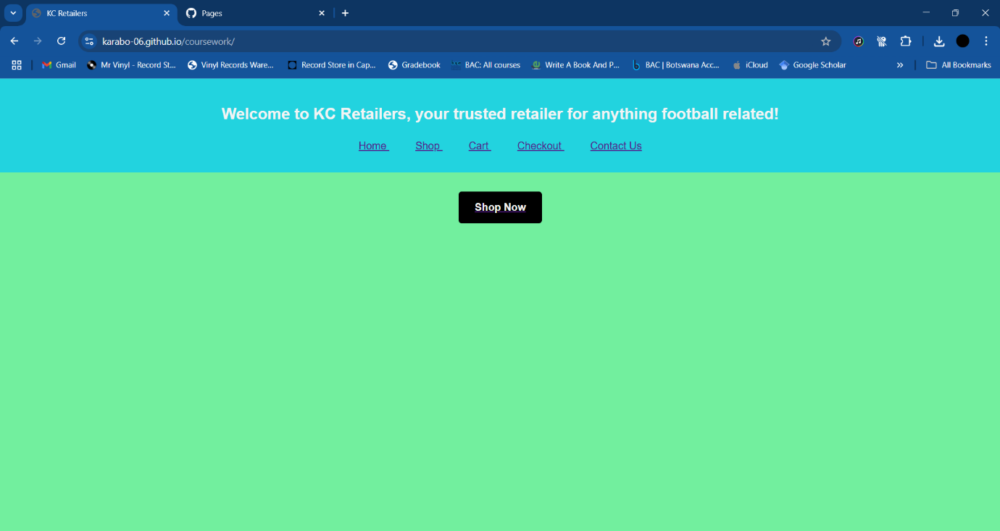 KC Retailers
Pages
karabo-06.github.io/coursework/
Gmail
Mr Vinyl - Record St...
Vinyl Records Ware...
Record Store in Cap...
Gradebook
BAC: All courses
Write A Book And P...
BAC | Botswana Acc...
iCloud
Google Scholar
All Bookmarks
Welcome to KC Retailers, your trusted retailer for anything football related!
Home Shop Cart Checkout Contact Us
Shop Now